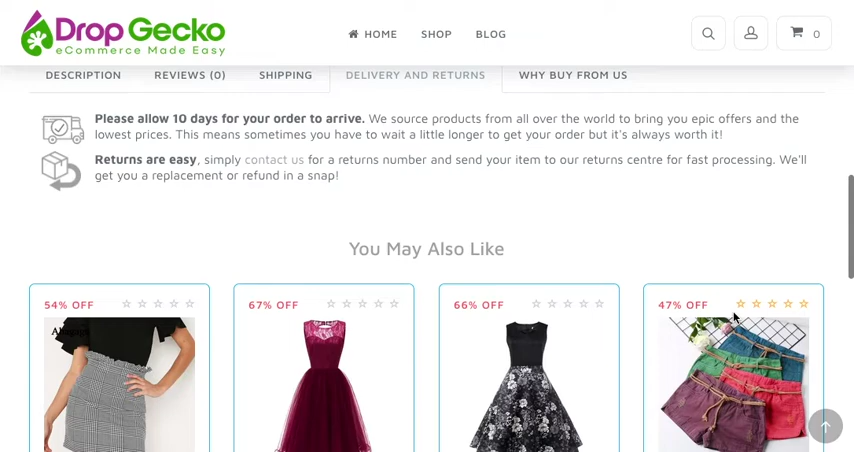 Drop Gecko
eCommerce Made Easy
HOME
SHOP
BLOG
0
DESCRIPTION
REVIEWS (0)
SHIPPING
DELIVERY AND RETURNS
WHY BUY FROM US
Please allow 10 days for your order to arrive. We source products from all over the world to bring you epic offers and the
lowest prices. This means sometimes you have to wait a little longer to get your order but it's always worth it!
Returns are easy, simply contact us for a returns number and send your item to our returns centre for fast processing. We'll
get you a replacement or refund in a snap!
You May Also Like
54% OFF
67% OFF
66% OFF
47% OFF